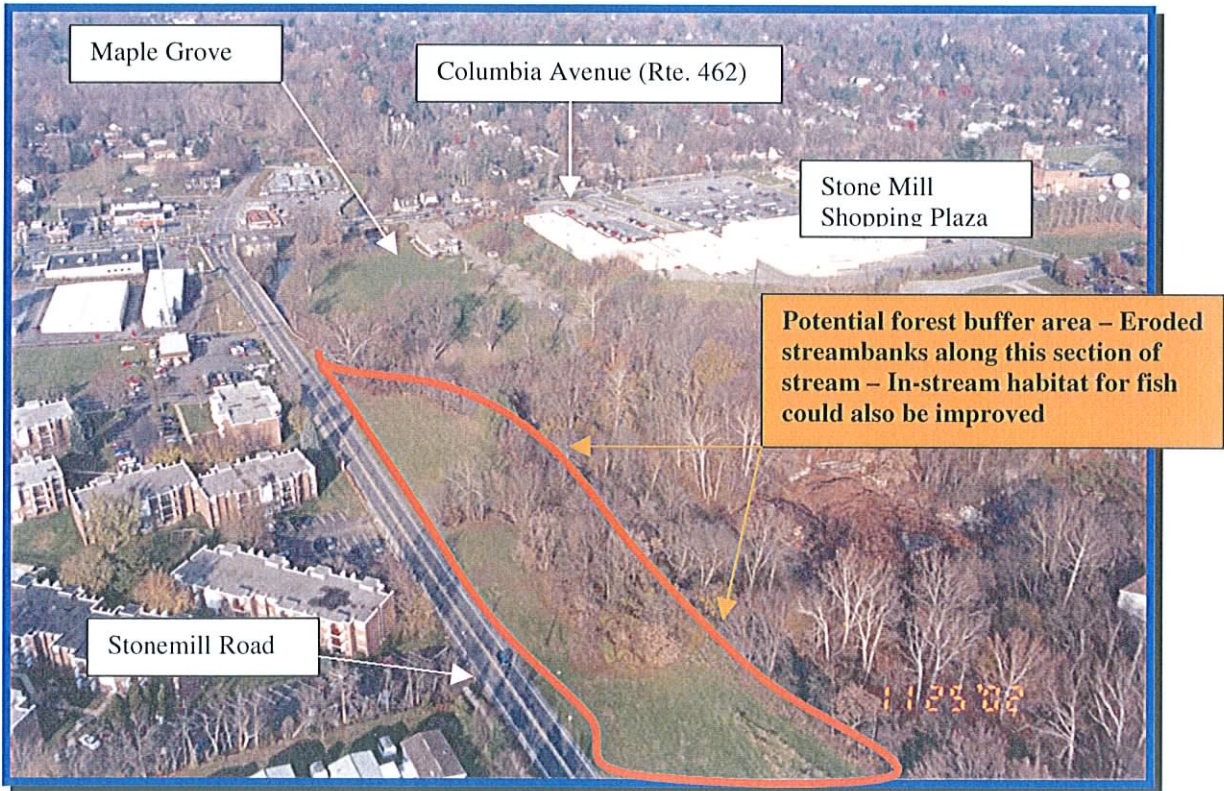 Maple Grove
Columbia Avenue (Rte. 462)
Stone Mill
Shopping Plaza
Potential forest buffer area – Eroded
streambanks along this section of
stream – In-stream habitat for fish
could also be improved
Stonemill Road
11 25 '02